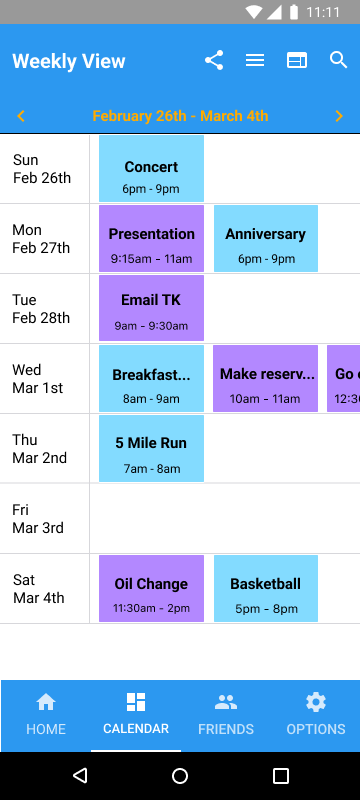 11:11
Weekly View
February 26th - March 4th
Sun
Feb 26th
Concert
6pm - 9pm
Mon
Feb 27th
Presentation
9:15am - 11am
Anniversary
6pm - 9pm
Tue
Feb 28th
Email TK
9am - 9:30am
Wed
Mar 1st
Breakfast...
8am - 9am
Make reserv...
10am - 11am
Go
12:3
Thu
Mar 2nd
5 Mile Run
7am - 8am
Fri
Mar 3rd
Sat
Mar 4th
Oil Change
11:30am - 2pm
Basketball
5pm - 8pm
HOME
CALENDAR
FRIENDS
OPTIONS